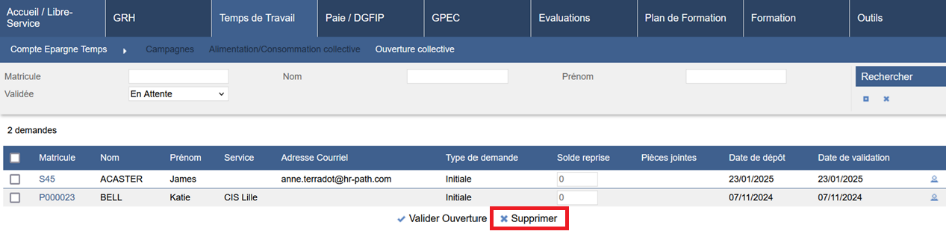 Accueil / Libre-Service GRH Temps de Travail Paie / DGFIP GPEC Evaluations Plan de Formation Formation Outils
Compte Epargne Temps Campagnes Alimentation/Consommation collective Ouverture collective
Matricule Nom Prénom Rechercher
Validée En Attente
2 demandes
Matricule Nom Prénom Service Adresse Courriel Type de demande Solde reprise Pièces jointes Date de dépôt Date de validation
S45 ACASTER James anne.terradot@hr-path.com Initiale 0 23/01/2025 23/01/2025
P000023 BELL Katie CIS Lille Initiale 0 07/11/2024 07/11/2024
Valider Ouverture Supprimer